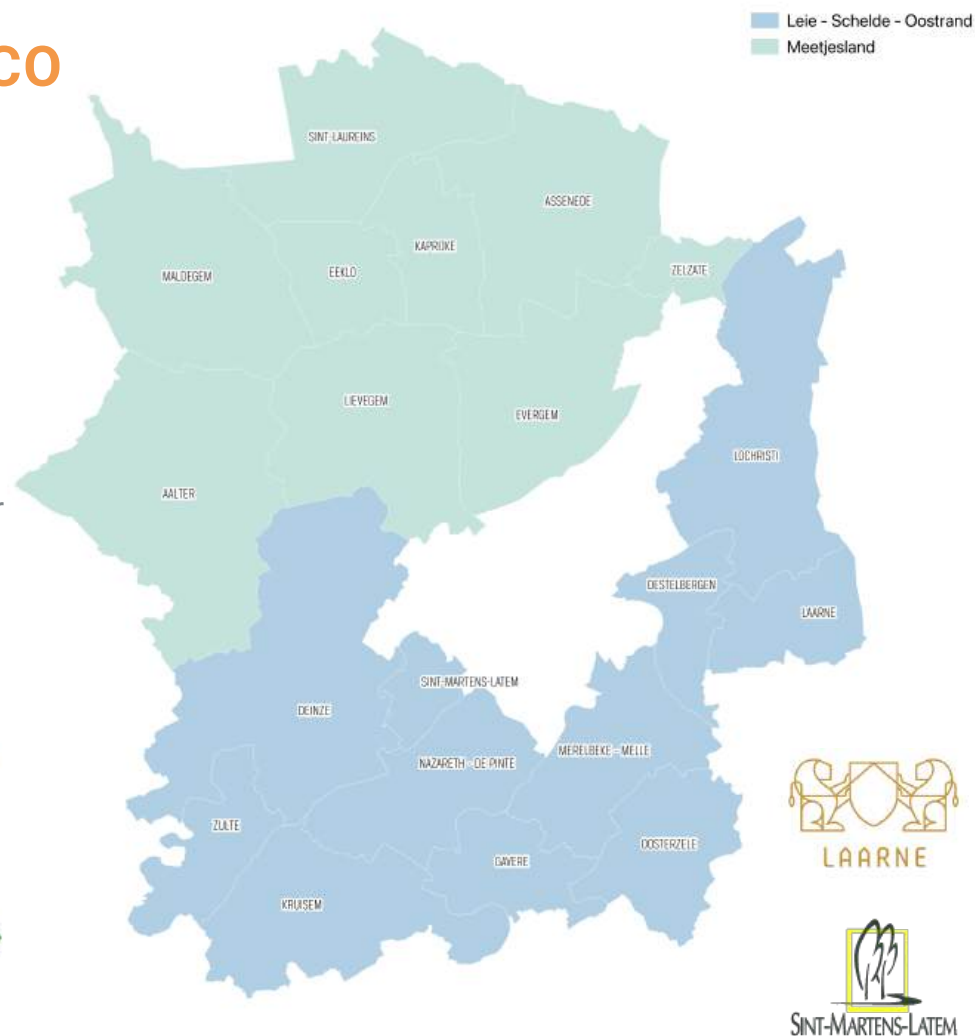 CO
Leie - Schelde - Oostrand
Meetjesland
SINT-LAUREINS
ASSENEDE
KAPRIJKE
MALDEGEM
EEKLO
ZELZATE
LIEVEGEM
EVERGEM
LOCHRISTI
AALTER
DESTELBERGEN
LAARNE
SINT-MARTENS-LATEM
DEINZE
NAZARETH - DE PINTE
MERELBEKE - MELLE
ZULTE
OOSTERZELE
GAVERE
KRUISEM
LAARNE
SINT-MARTENS-LATEM